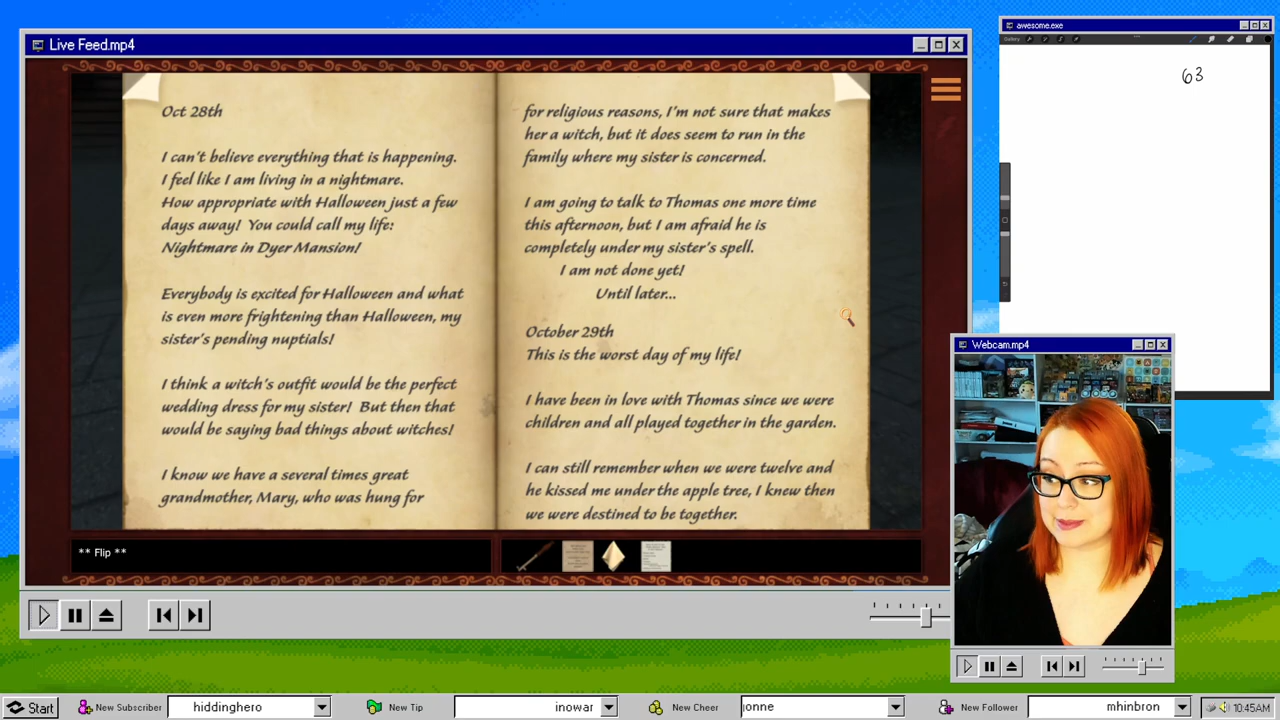 Live Feed.mp4
Oct 28th
I can't believe everything that is happening.
I feel like I am living in a nightmare.
How appropriate with Halloween just a few
days away! You could call my life:
Nightmare in Dyer Mansion!
Everybody is excited for Halloween and what
is even more frightening than Halloween, my
sister's pending nuptials!
I think a witch's outfit would be the perfect
wedding dress for my sister! But then that
would be saying bad things about witches!
I know we have a several times great
grandmother, Mary, who was hung for
for religious reasons, I'm not sure that makes
her a witch, but it does seem to run in the
family where my sister is concerned.
I am going to talk to Thomas one more time
this afternoon, but I am afraid he is
completely under my sister's spell.
I am not done yet!
Until later...
October 29th
This is the worst day of my life!
I have been in love with Thomas since we were
children and all played together in the garden.
I can still remember when we were twelve and
he kissed me under the apple tree, I knew then
we were destined to be together.
** Flip **
awesome.exe
Gallery
63
Webcam.mp4
Start
New Subscriber
hiddinghero
New Tip
inowar
New Cheer
jonne
New Follower
mhinbron
10:45AM